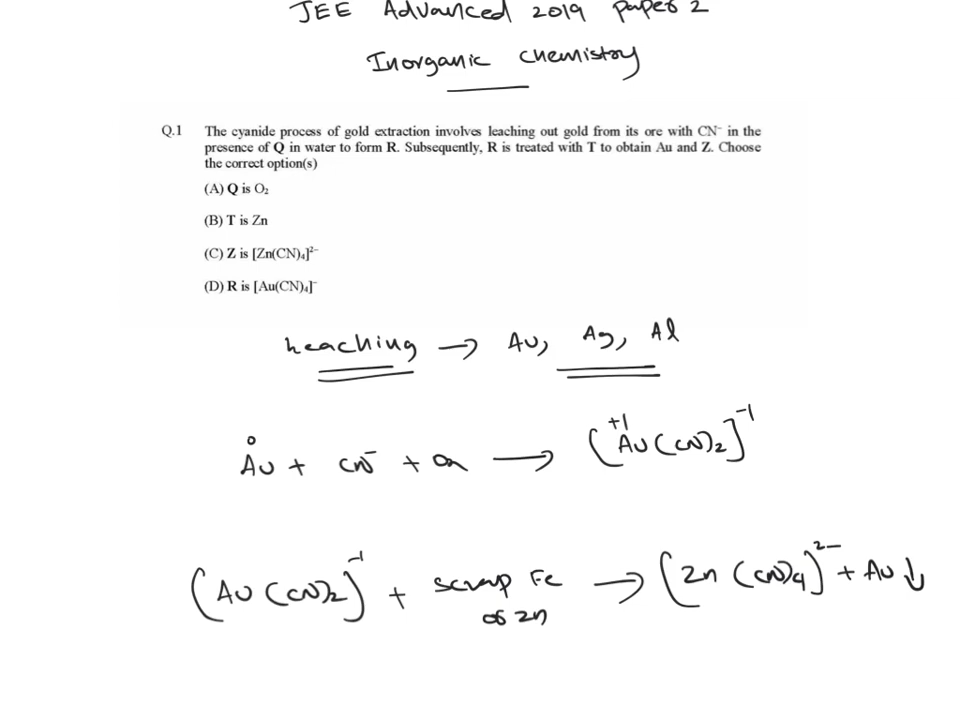 JEE Advanced 2019 paper 2
Inorganic chemistry
Q.1 The cyanide process of gold extraction involves leaching out gold from its ore with CN⁻ in the
presence of Q in water to form R. Subsequently, R is treated with T to obtain Au and Z. Choose
the correct option(s)
(A) Q is O₂
(B) T is Zn
(C) Z is [Zn(CN)₄]²⁻
(D) R is [Au(CN)₄]⁻
heaching → Au, Ag, Al
Au⁰ + CN⁻ + O₂ → [Au⁺¹(CN)₂]⁻¹
[Au(CN)₂]⁻¹ + scrap Fe → [Zn(CN)₄]²⁻ + Au ↓
or Zn